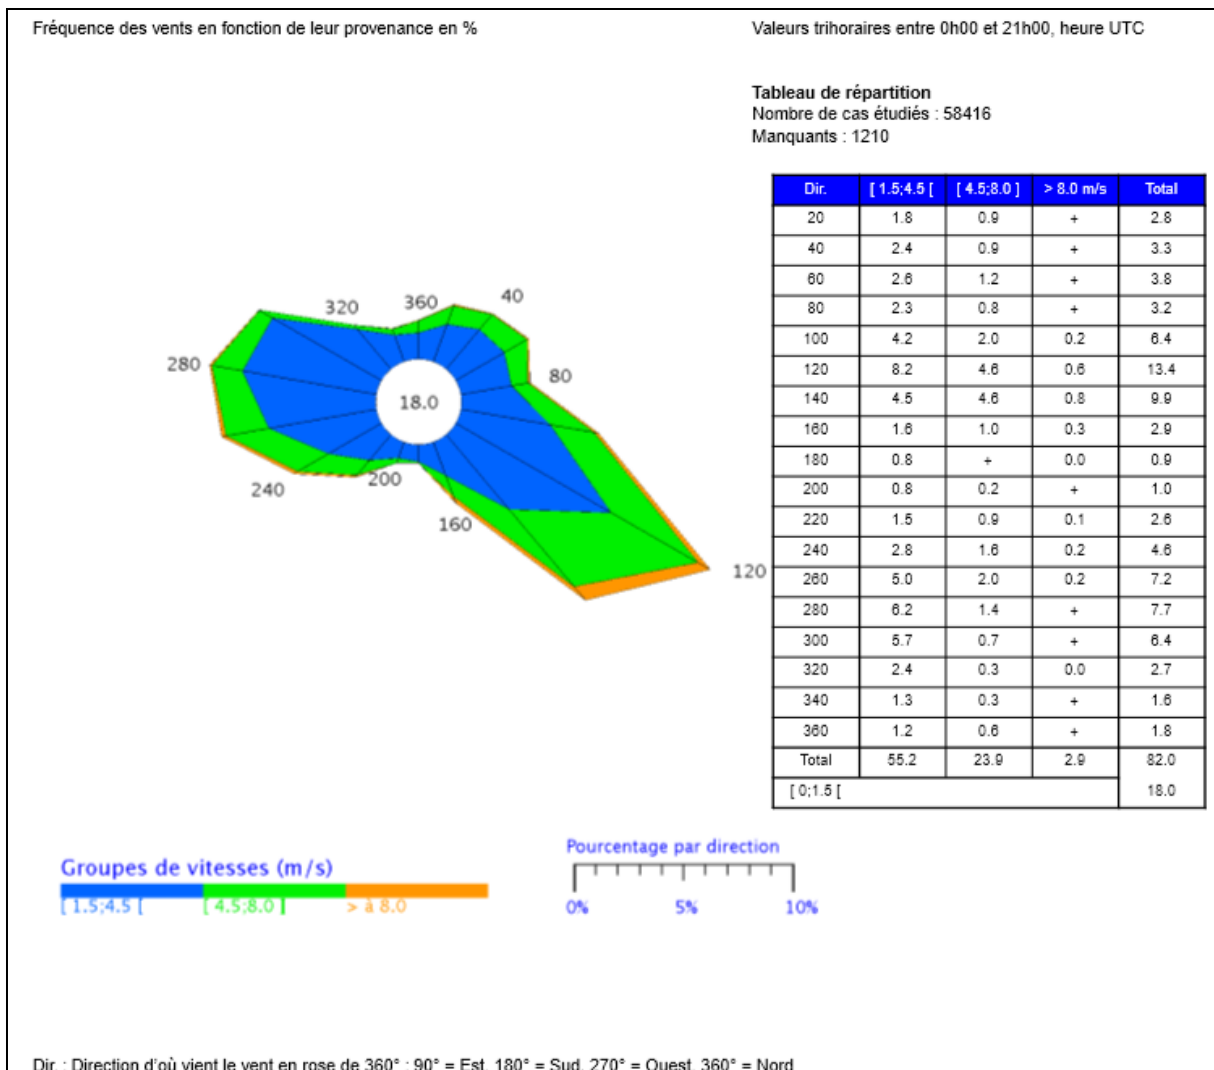 Fréquence des vents en fonction de leur provenance en %
Valeurs trihoraires entre 0h00 et 21h00, heure UTC
Tableau de répartition
Nombre de cas étudiés : 58416
Manquants : 1210
Dir. [ 1.5;4.5 [ [ 4.5;8.0 ] > 8.0 m/s Total
20 1.8 0.9 + 2.8
40 2.4 0.9 + 3.3
60 2.6 1.2 + 3.8
80 2.3 0.8 + 3.2
100 4.2 2.0 0.2 6.4
120 8.2 4.6 0.6 13.4
140 4.5 4.6 0.8 9.9
160 1.6 1.0 0.3 2.9
180 0.8 + 0.0 0.9
200 0.8 0.2 + 1.0
220 1.5 0.9 0.1 2.6
240 2.8 1.6 0.2 4.6
260 5.0 2.0 0.2 7.2
280 6.2 1.4 + 7.7
300 5.7 0.7 + 6.4
320 2.4 0.3 0.0 2.7
340 1.3 0.3 + 1.6
360 1.2 0.6 + 1.8
Total 55.2 23.9 2.9 82.0
[ 0;1.5 [ 18.0
320
360
40
280
80
18.0
240
200
160
120
Groupes de vitesses (m/s)
[ 1.5;4.5 [ [ 4.5;8.0 ] > à 8.0
Pourcentage par direction
0% 5% 10%
Dir. : Direction d'où vient le vent en rose de 360° : 90° = Est, 180° = Sud, 270° = Ouest, 360° = Nord